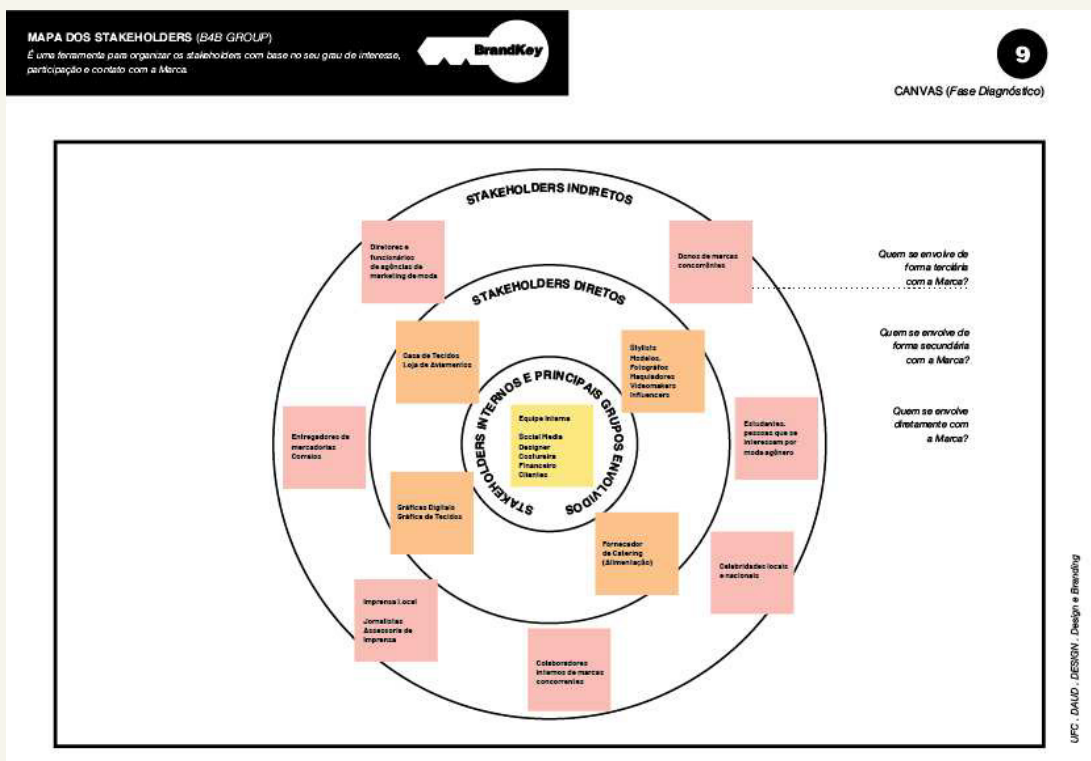 MAPA DOS STAKEHOLDERS (B4B GROUP)
É uma ferramenta para organizar os stakeholders com base no seu grau de interesse,
participação e contato com a Marca.
BrandKey
9
CANVAS (Fase Diagnóstico)
STAKEHOLDERS INDIRETOS
Diretores e
funcionários
de agências de
marketing de moda
Donos de marcas
concorrêntes
Quem se envolve de
forma terciária
com a Marca?
STAKEHOLDERS DIRETOS
Casa de Tecidos
Loja de Aviamentos
Stylists
Modelos,
Fotográfos
Maquiadores
Videomakers
Influencers
Quem se envolve de
forma secundária
com a Marca?
STAKEHOLDERS INTERNOS E PRINCIPAIS GRUPOS ENVOLVIDOS
Equipe Interna
Social Media
Designer
Costureira
Financeiro
Clientes
Quem se envolve
diretamente com
a Marca?
Entregadores de
mercadorias
Correios
Estudantes,
pessoas que se
interessam por
moda agênero
Gráficas Digitais
Gráfica de Tecidos
Fornecedor
de Catering
(Alimentação)
Celebridades locais
e nacionais
Imprensa Local
Jornalistas
Assessoria de
Imprensa
Colaboradores
internos de marcas
concorrentes
UFC . DAUD . DESIGN . Design e Branding